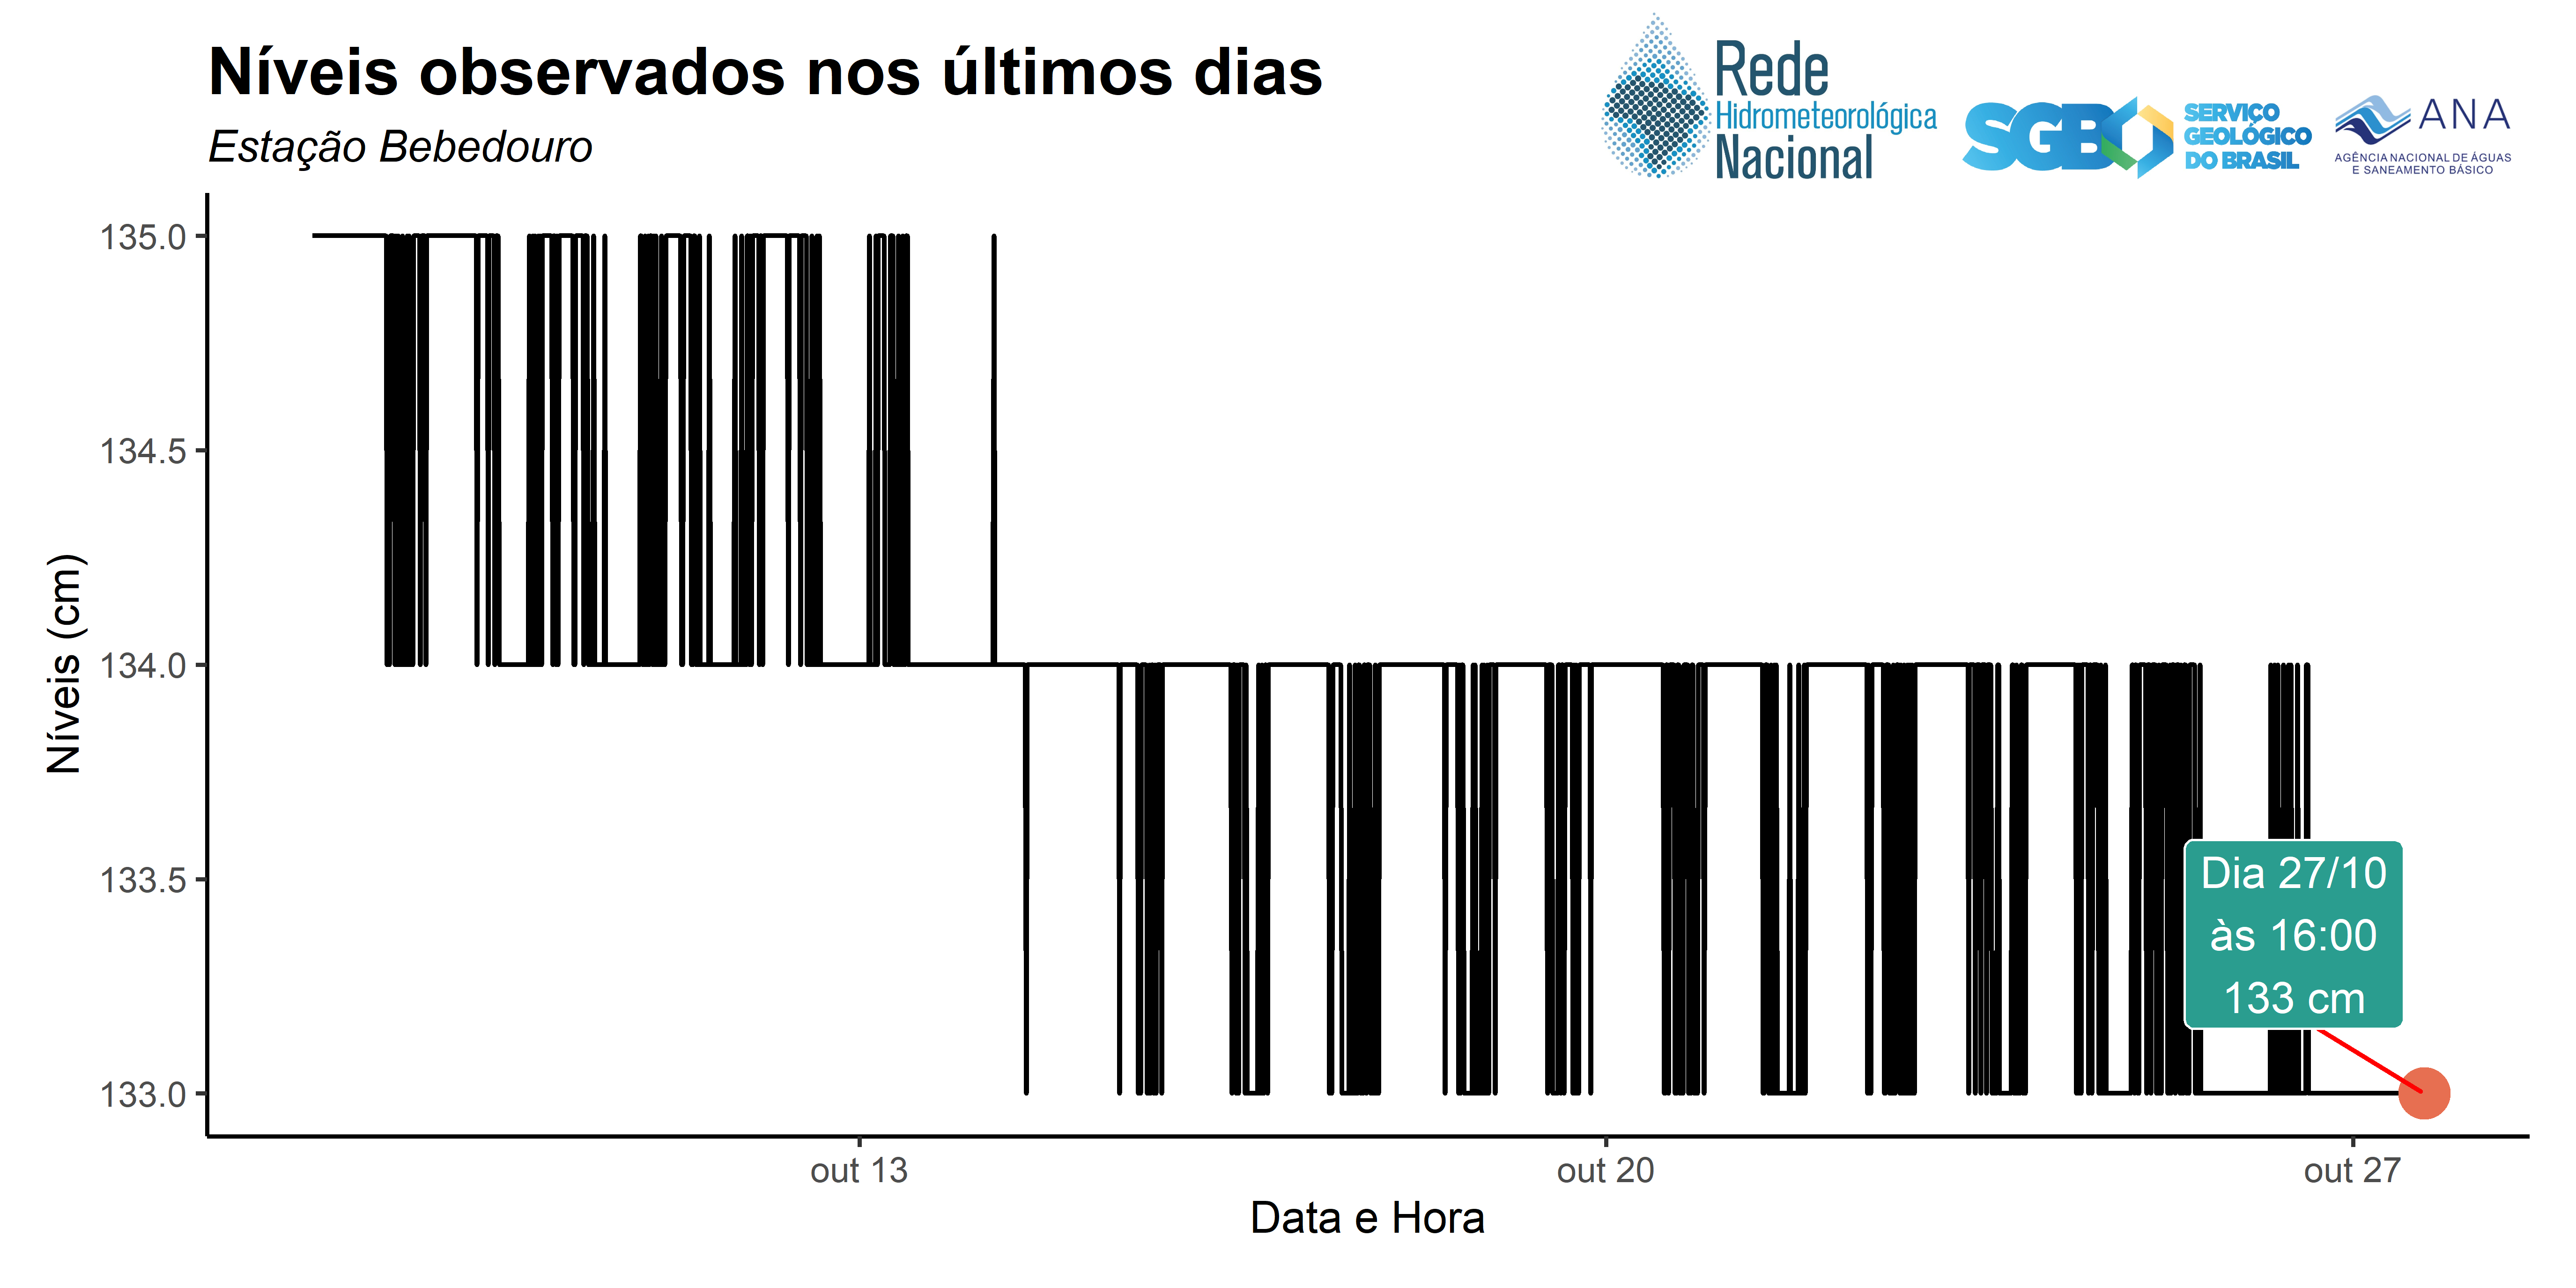 Níveis observados nos últimos dias
Estação Bebedouro
Rede
Hidrometeorológica
Nacional
SGB
SERVIÇO
GEOLÓGICO
DO BRASIL
ANA
AGÊNCIA NACIONAL DE ÁGUAS
E SANEAMENTO BÁSICO
Níveis (cm)
135.0
134.5
134.0
133.5
133.0
Dia 27/10
às 16:00
133 cm
out 13
out 20
out 27
Data e Hora